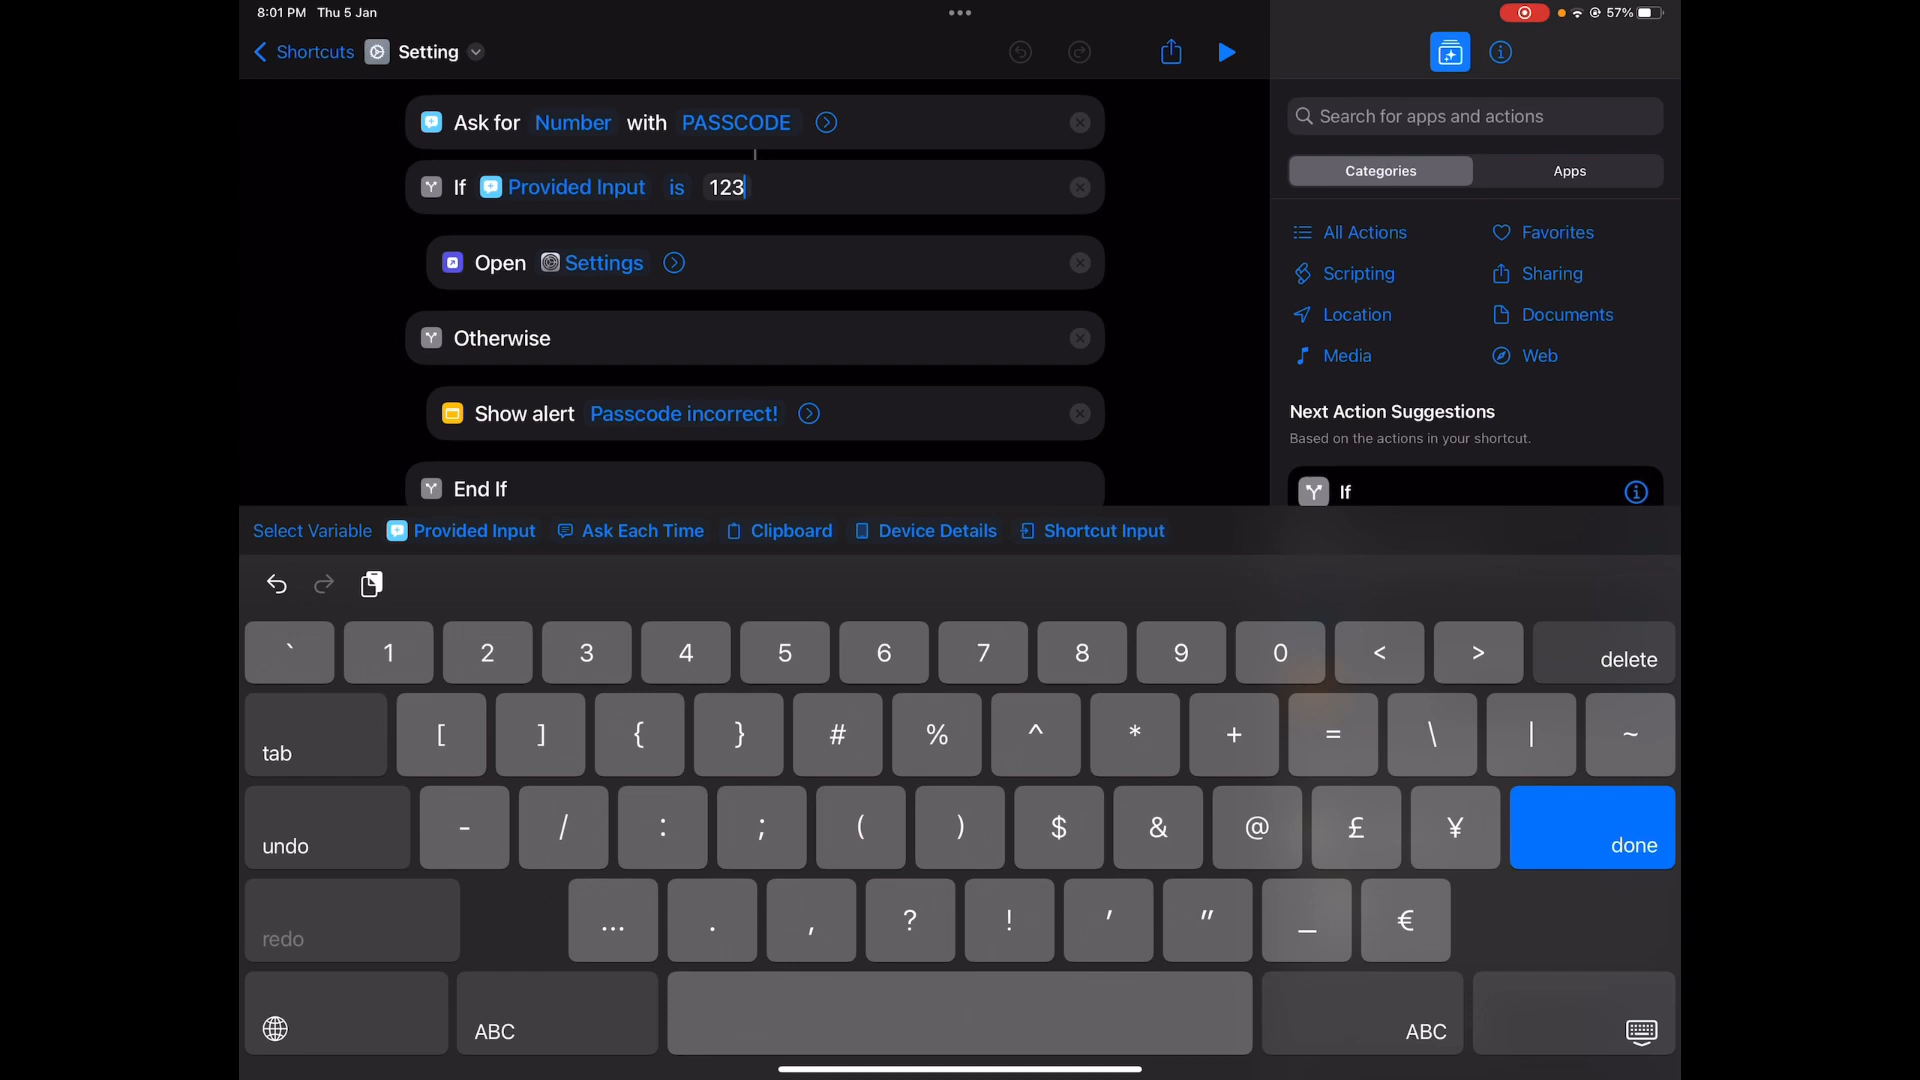 8:01 PM Thu 5 Jan
57%
Shortcuts
Setting
Ask for Number with PASSCODE
If Provided Input is 123
Open Settings
Otherwise
Show alert Passcode incorrect!
End If
Search for apps and actions
Categories Apps
All Actions Favorites
Scripting Sharing
Location Documents
Media Web
Next Action Suggestions
Based on the actions in your shortcut.
If
Select Variable Provided Input Ask Each Time Clipboard Device Details Shortcut Input
` 1 2 3 4 5 6 7 8 9 0 < > delete
tab [ ] { } # % ^ * + = \ | ~
undo - / : ; ( ) $ & @ £ ¥ done
redo ... . , ? ! ' " _ €
ABC ABC